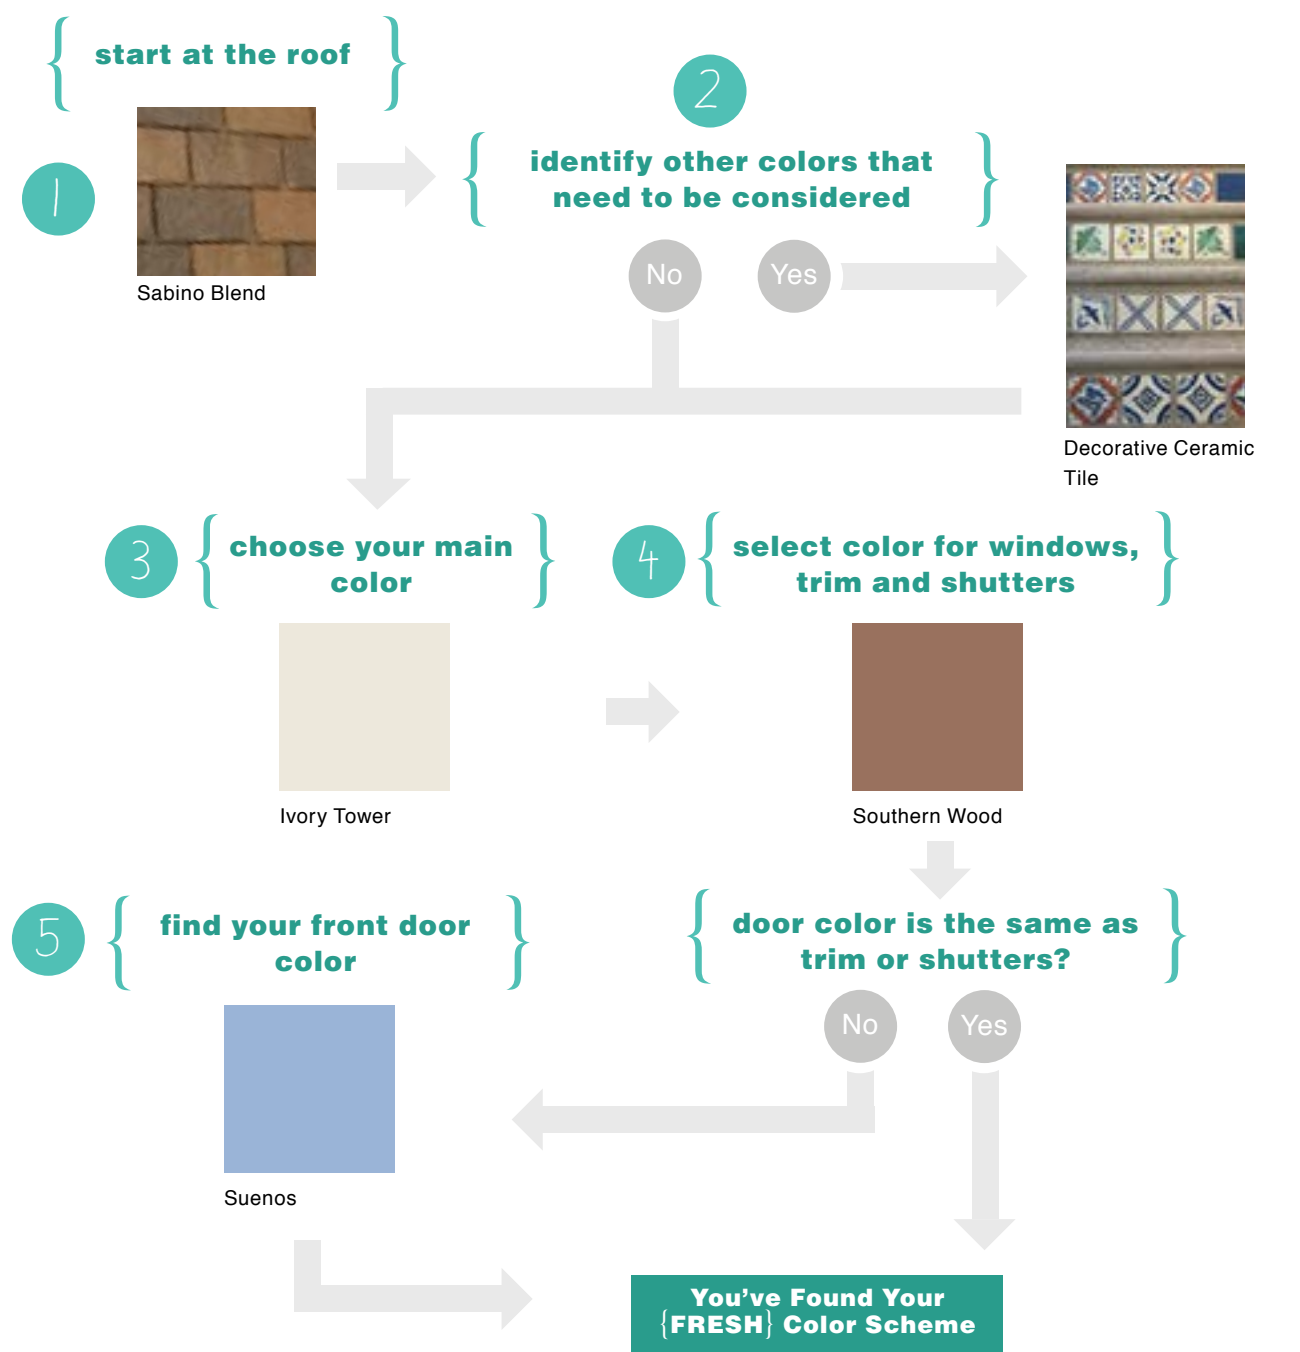 start at the roof
1
Sabino Blend
2
identify other colors that
need to be considered
No
Yes
Decorative Ceramic
Tile
3
choose your main
color
Ivory Tower
4
select color for windows,
trim and shutters
Southern Wood
door color is the same as
trim or shutters?
No
Yes
5
find your front door
color
Suenos
You've Found Your
{FRESH} Color Scheme